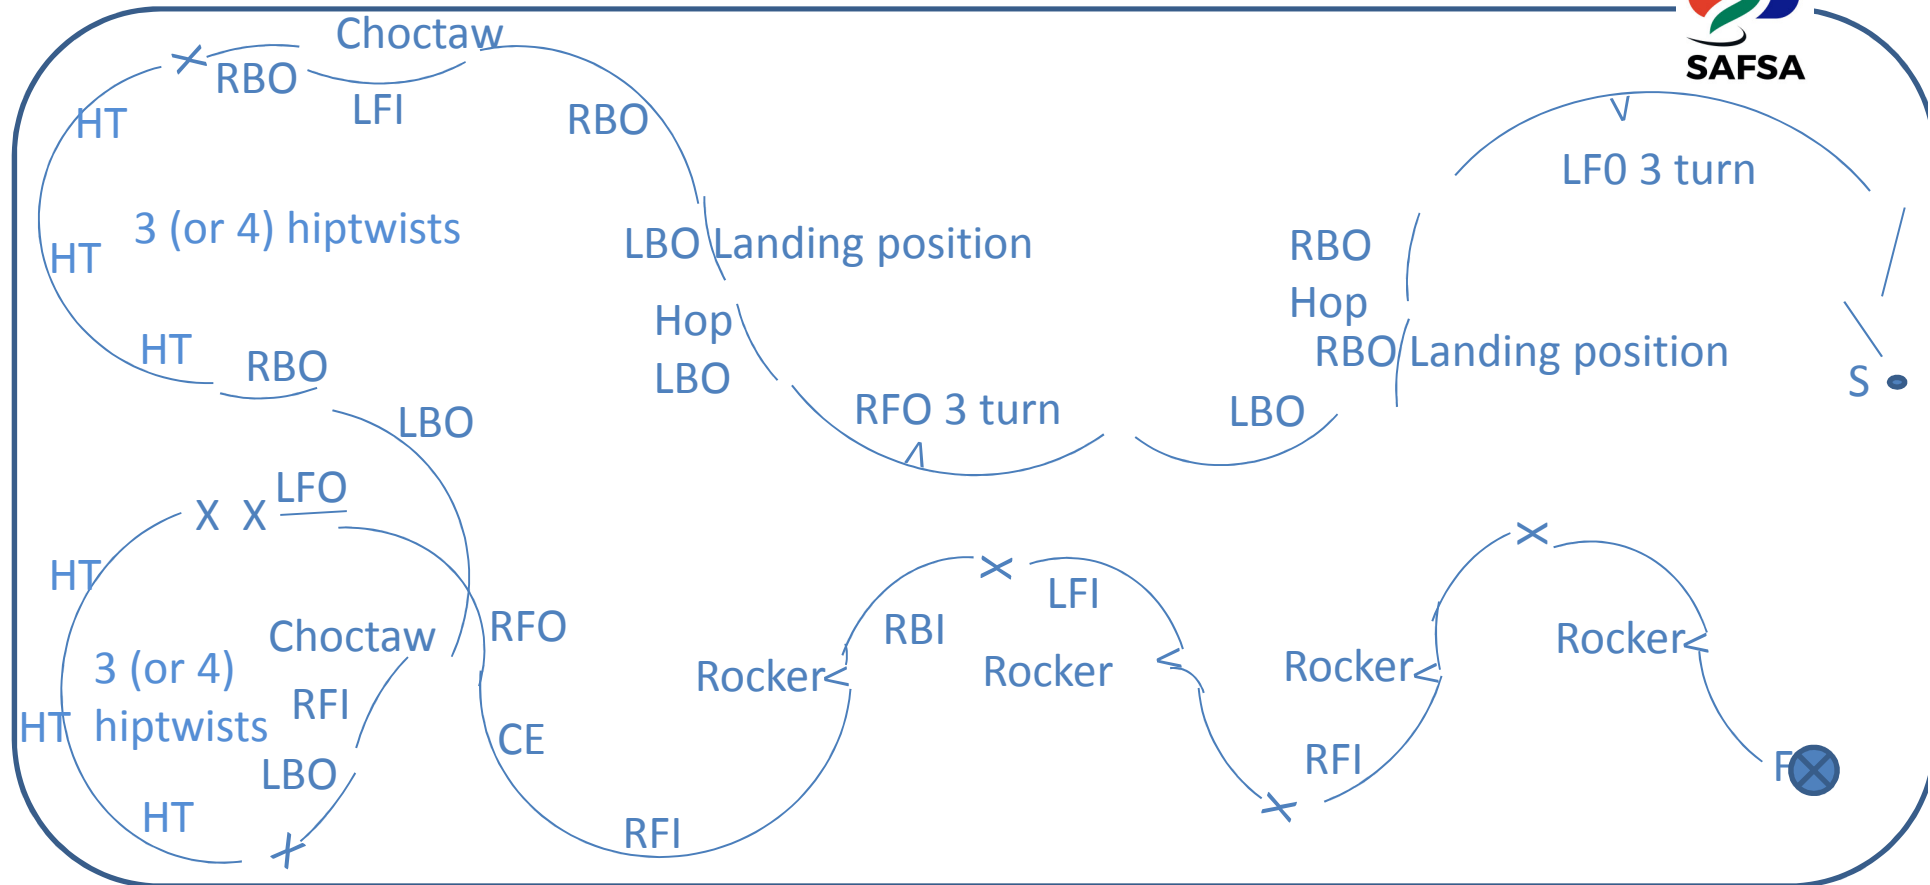 SAFSA
Choctaw
RBO
LFI
RBO
HT
3 (or 4) hiptwists
HT
HT
RBO
LBO
LBO Landing position
Hop
LBO
RFO 3 turn
LBO
LF0 3 turn
RBO
Hop
RBO Landing position
S
X X LFO
HT
3 (or 4)
hiptwists
HT
HT
Choctaw
RFI
LBO
RFO
CE
RFI
Rocker
RBI
LFI
Rocker
Rocker
RFI
Rocker
F